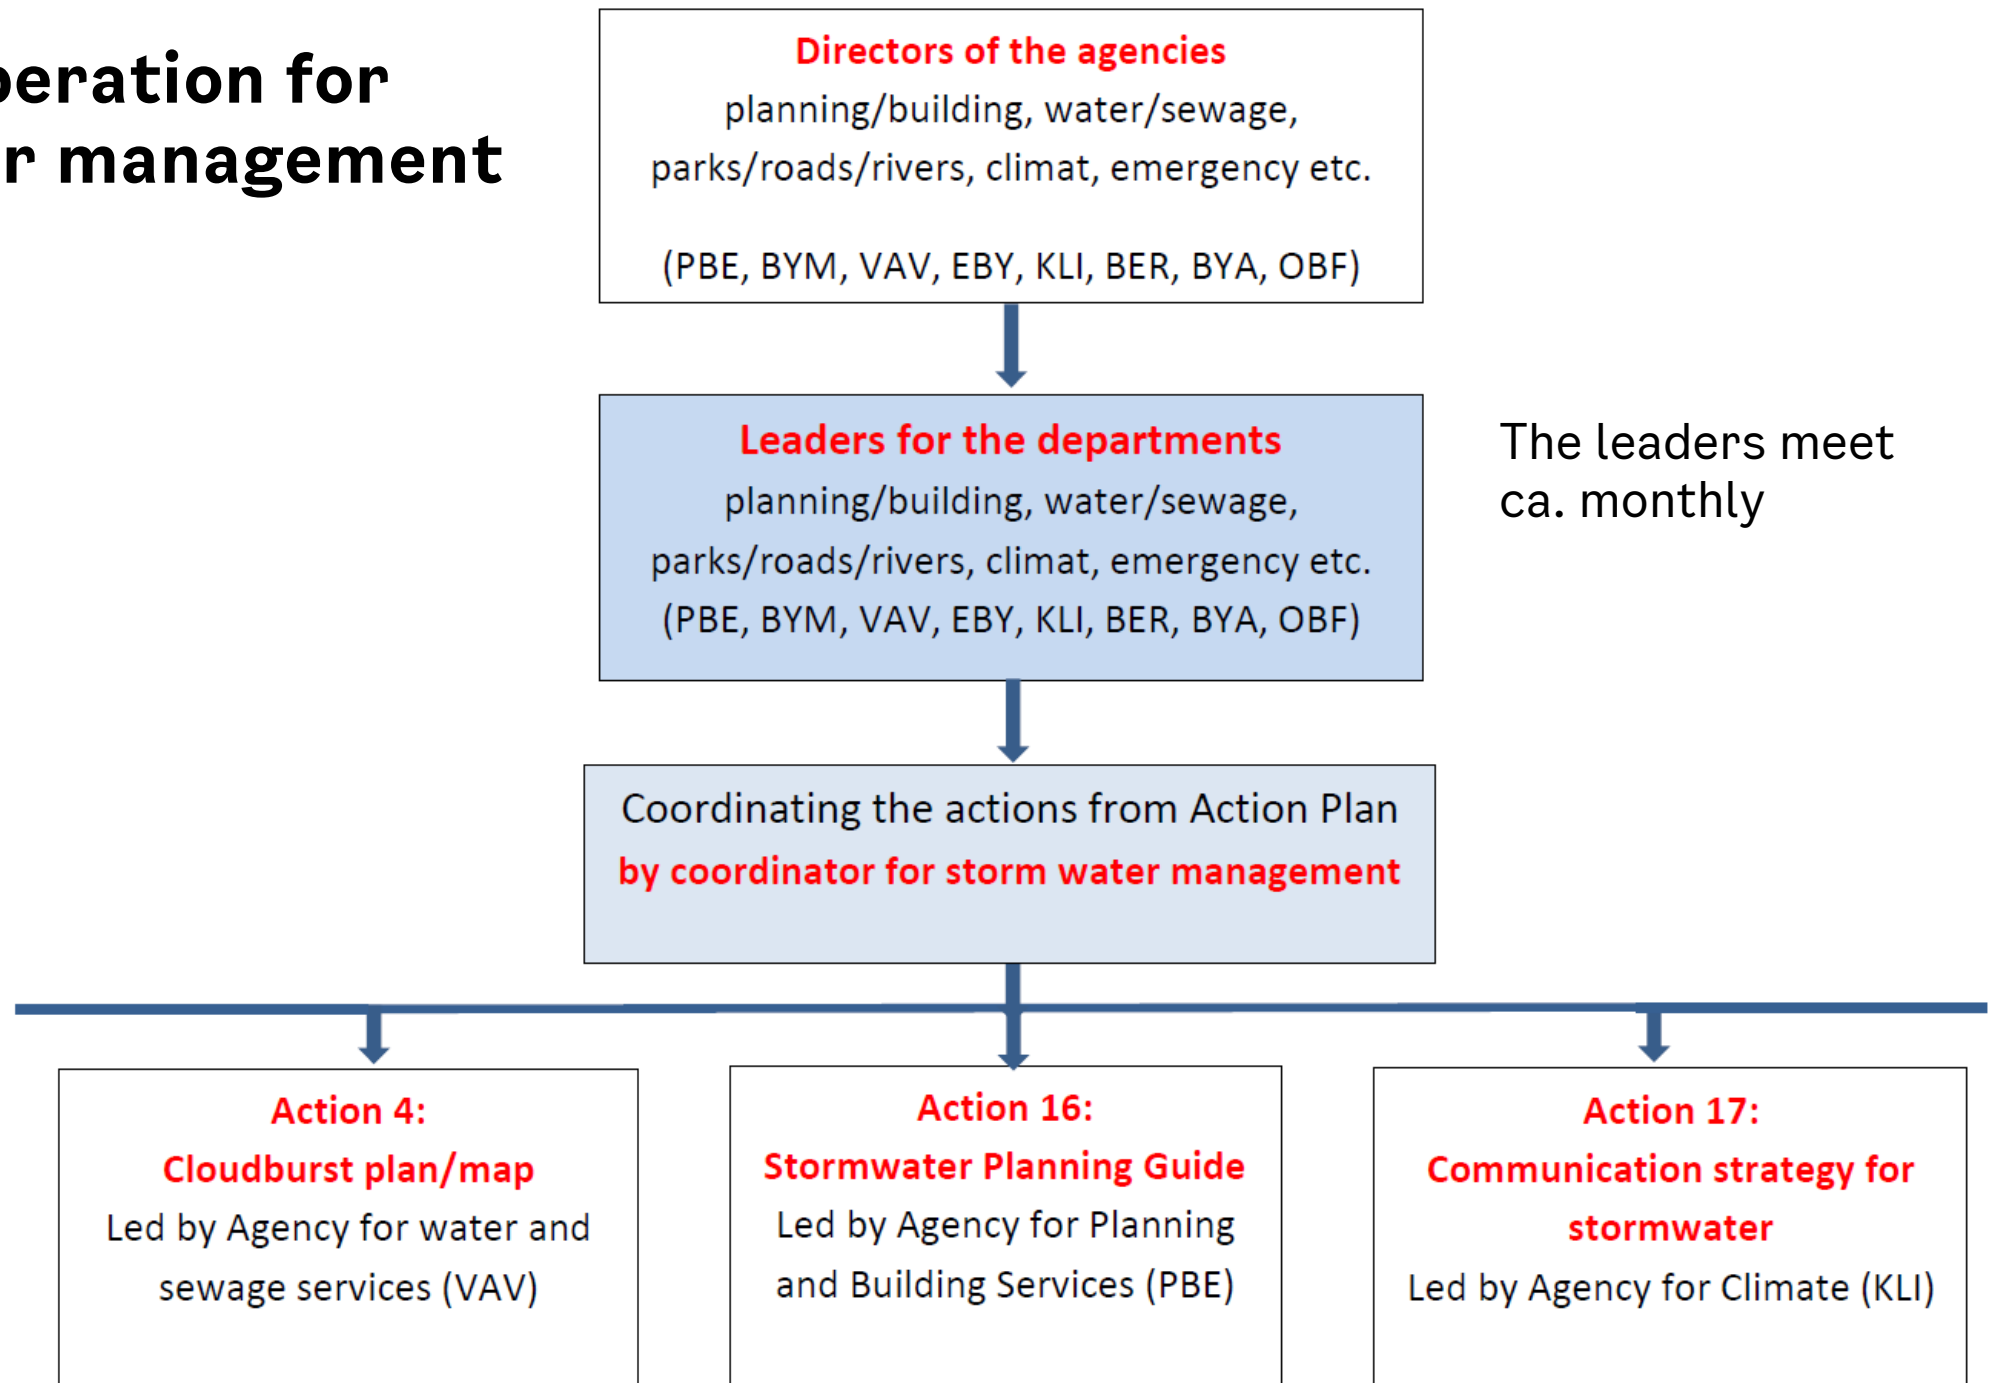 peration for
r management
Directors of the agencies
planning/building, water/sewage,
parks/roads/rivers, climat, emergency etc.
(PBE, BYM, VAV, EBY, KLI, BER, BYA, OBF)
Leaders for the departments
planning/building, water/sewage,
parks/roads/rivers, climat, emergency etc.
(PBE, BYM, VAV, EBY, KLI, BER, BYA, OBF)
The leaders meet
ca. monthly
Coordinating the actions from Action Plan
by coordinator for storm water management
Action 4:
Cloudburst plan/map
Led by Agency for water and
sewage services (VAV)
Action 16:
Stormwater Planning Guide
Led by Agency for Planning
and Building Services (PBE)
Action 17:
Communication strategy for
stormwater
Led by Agency for Climate (KLI)